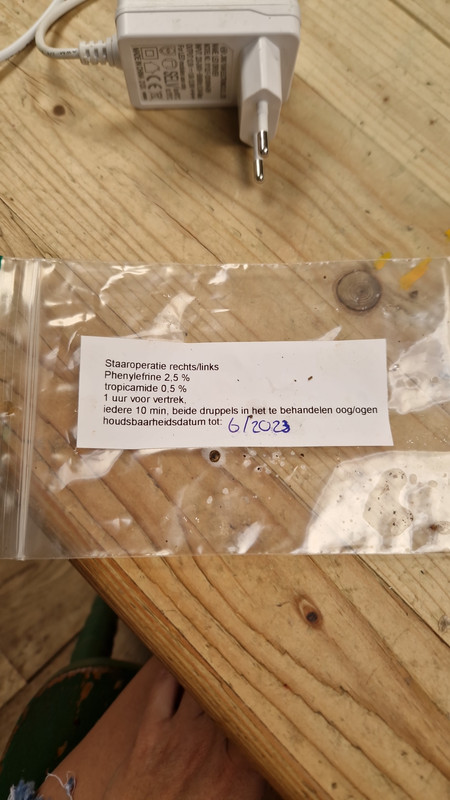 Staaroperatie rechts/links
Phenylefrine 2,5 %
tropicamide 0,5 %
1 uur voor vertrek,
iedere 10 min, beide druppels in het te behandelen oog/ogen
houdsbaarheidsdatum tot: 6/2023